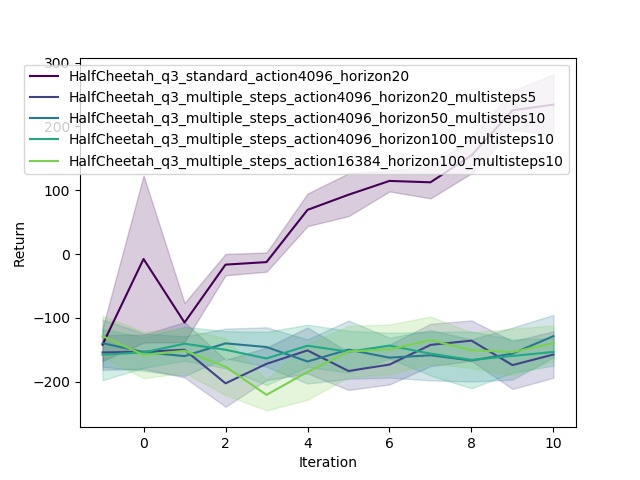 300
HalfCheetah_q3_standard_action4096_horizon20
HalfCheetah_q3_multiple_steps_action4096_horizon20_multisteps5
HalfCheetah_q3_multiple_steps_action4096_horizon50_multisteps10
200
HalfCheetah_q3_multiple_steps_action4096_horizon100_multisteps10
HalfCheetah_q3_multiple_steps_action16384_horizon100_multisteps10
100
0
−100
−200
Return
0
2
4
6
8
10
Iteration